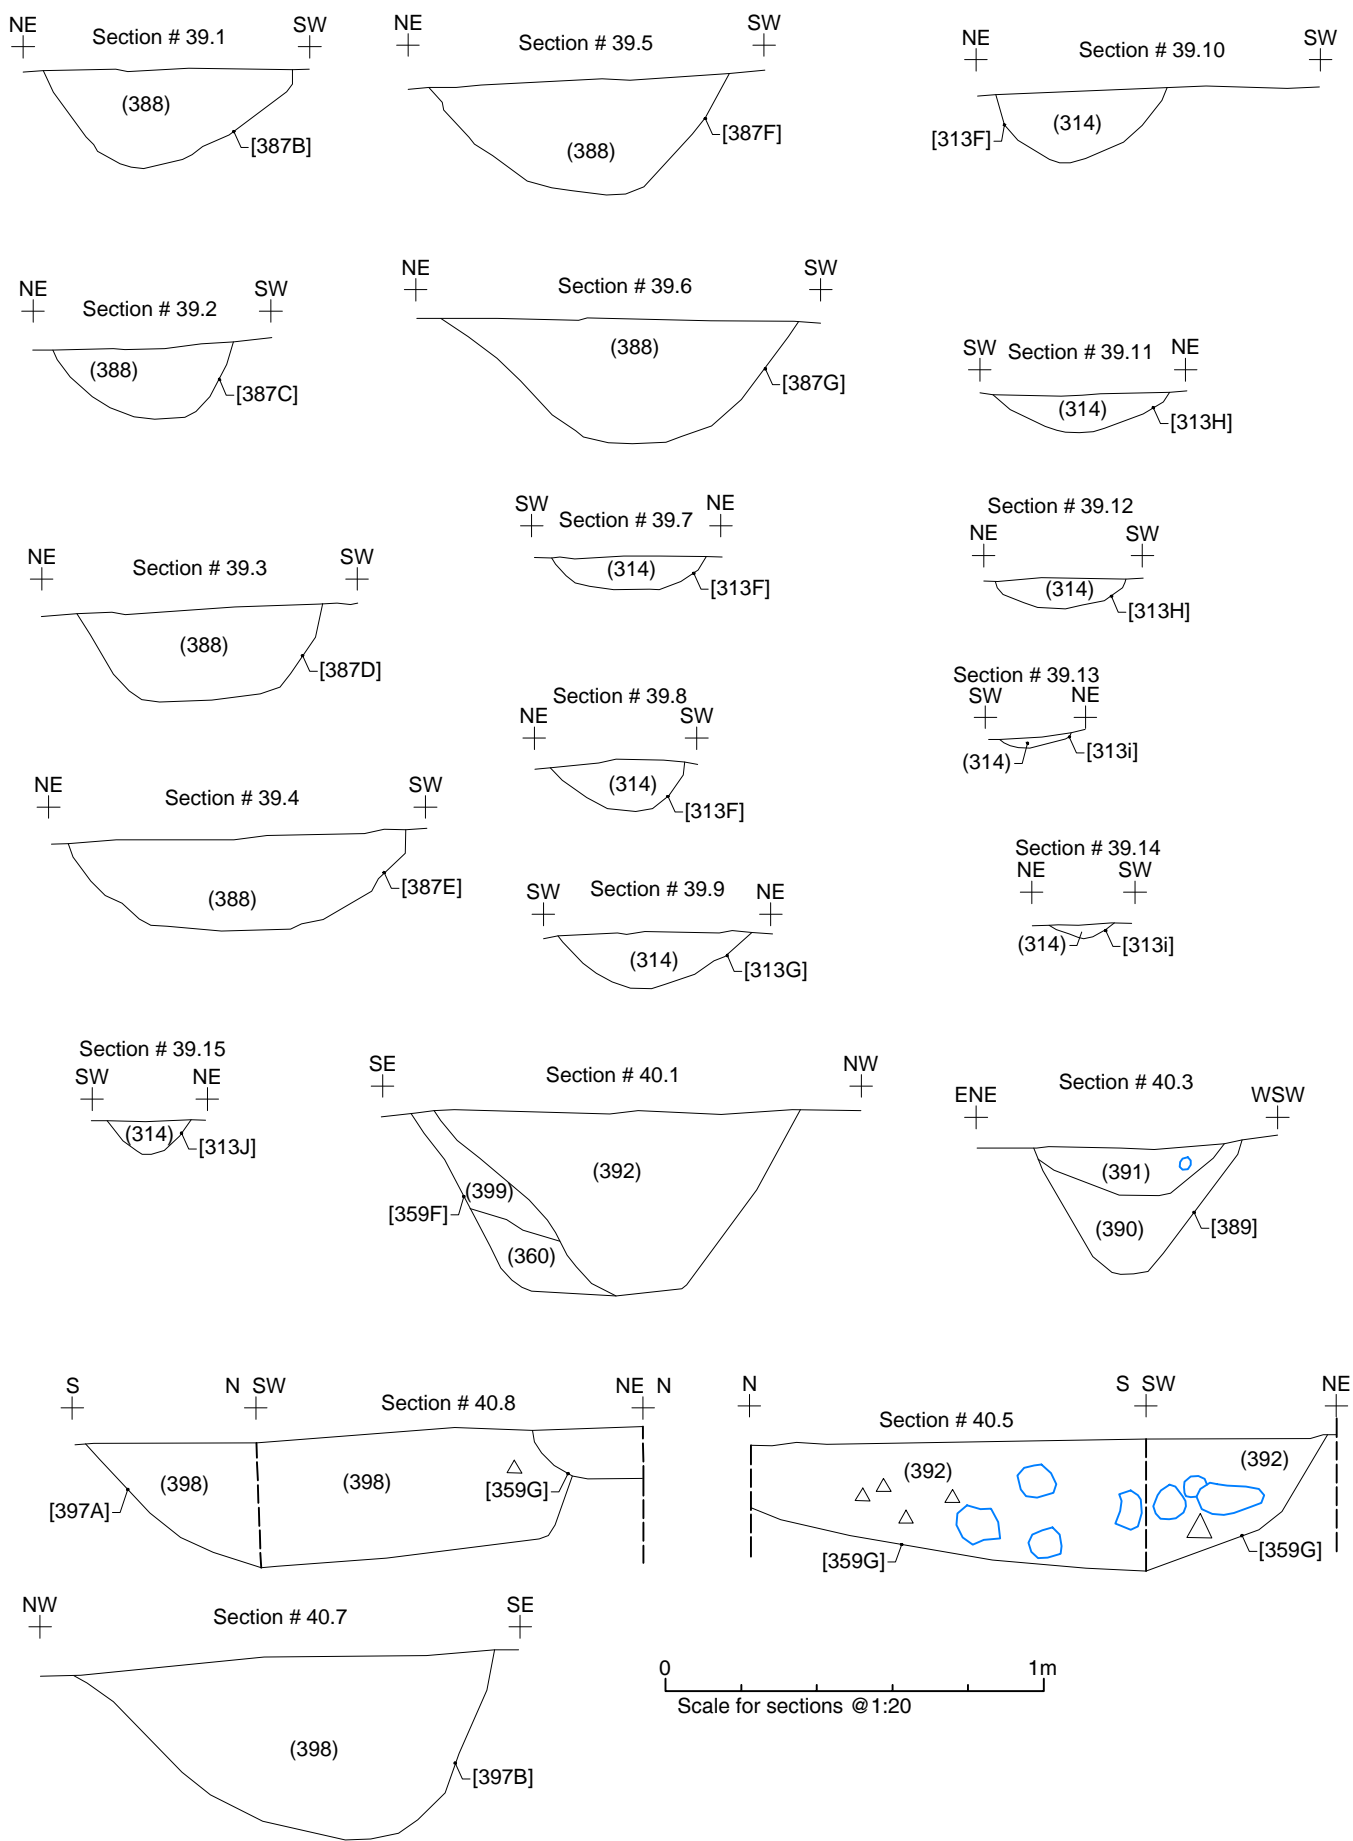 NE Section # 39.1 SW
(388)
[387B]
NE Section # 39.5 SW
(388)
[387F]
NE Section # 39.10 SW
(314)
[313F]
NE Section # 39.2 SW
(388)
[387C]
NE Section # 39.6 SW
(388)
[387G]
SW Section # 39.11 NE
(314)
[313H]
NE Section # 39.3 SW
(388)
[387D]
SW Section # 39.7 NE
(314)
[313F]
Section # 39.12
NE SW
(314)
[313H]
Section # 39.8
NE SW
(314)
[313F]
Section # 39.13
SW NE
(314)
[313i]
NE Section # 39.4 SW
(388)
[387E]
SW Section # 39.9 NE
(314)
[313G]
Section # 39.14
NE SW
(314)
[313i]
Section # 39.15
SW NE
(314)
[313J]
SE Section # 40.1 NW
(392)
(399)
[359F]
(360)
ENE Section # 40.3 WSW
(391)
(390)
[389]
S N SW Section # 40.8 NE N
(398) (398)
[359G]
[397A]
N Section # 40.5 S SW NE
(392) (392)
[359G] [359G]
NW Section # 40.7 SE
(398)
[397B]
0 1m
Scale for sections @1:20